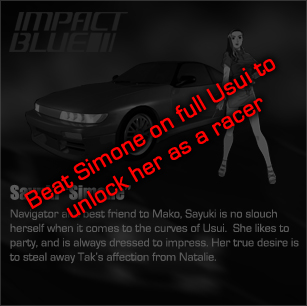 IMPACT
BLUE
Beat Simone on full Usui to
unlock her as a racer
Simone
Navigator and best friend to Mako, Sayuki is no slouch
herself when it comes to the curves of Usui. She likes to
party, and is always dressed to impress. Her true desire is
to steal away Tak's affection from Natalie.